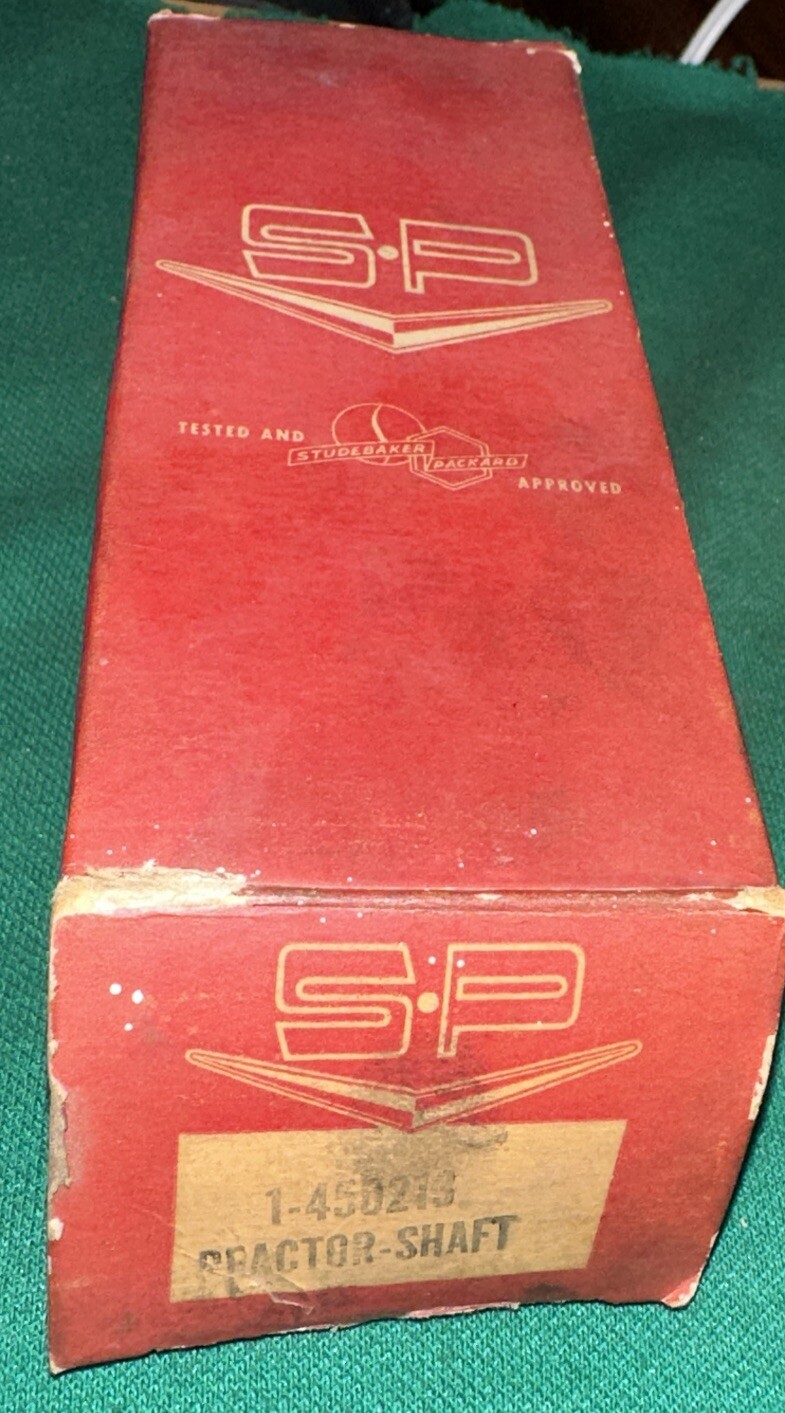 S·P
TESTED AND
STUDEBAKER
PACKARD
APPROVED
S·P
1-450213
REACTOR-SHAFT